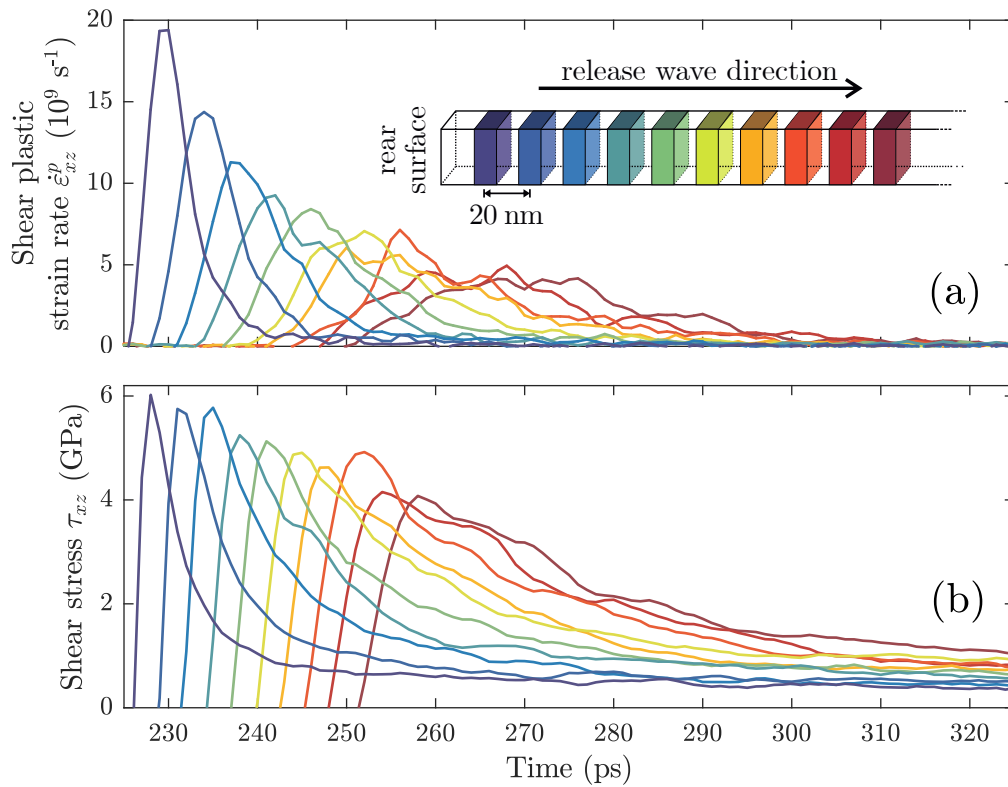 Shear plastic
strain rate ε̇ᵖₓz (10⁹ s⁻¹)
20
15
10
5
0
release wave direction
rear
surface
20 nm
(a)
Shear stress τₓz (GPa)
6
4
2
0
(b)
230 240 250 260 270 280 290 300 310 320
Time (ps)